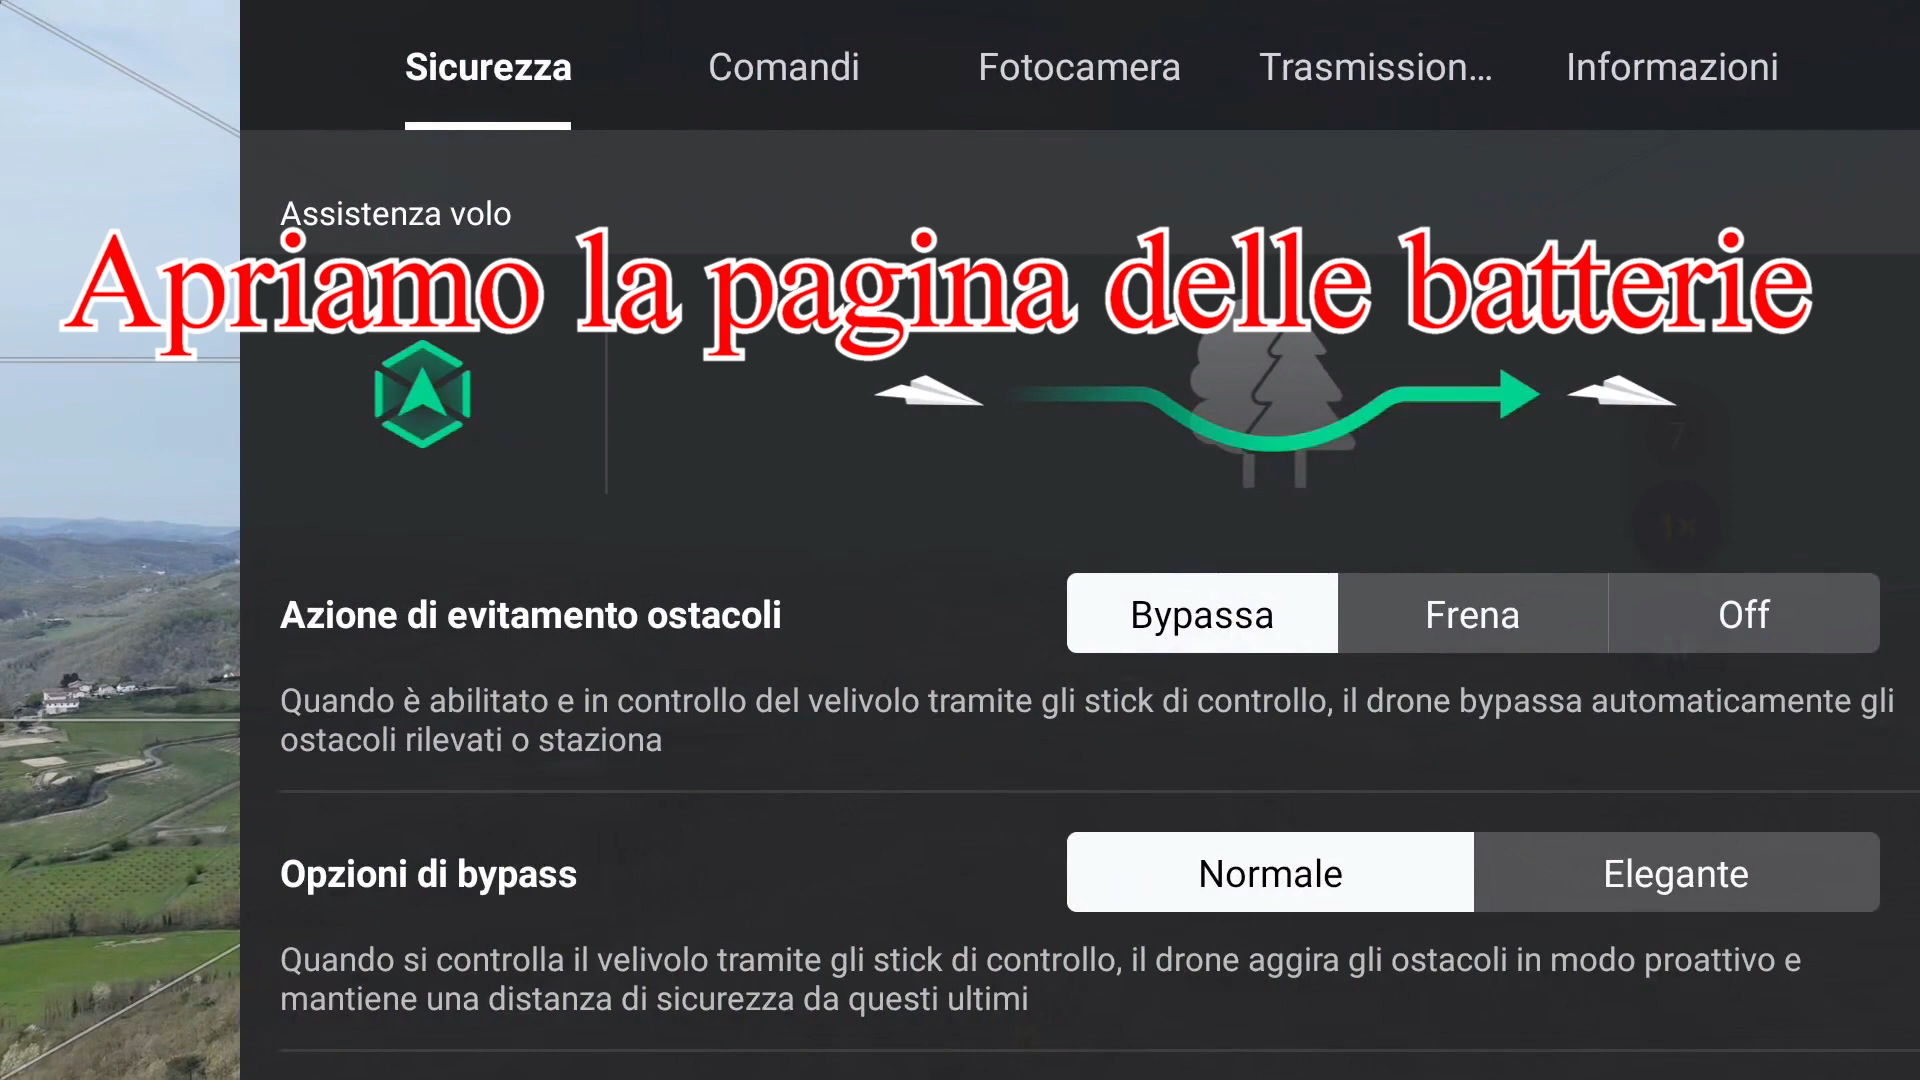 Sicurezza Comandi Fotocamera Trasmission... Informazioni
Assistenza volo
Apriamo la pagina delle batterie
7
1×
Azione di evitamento ostacoli Bypassa Frena Off
Quando è abilitato e in controllo del velivolo tramite gli stick di controllo, il drone bypassa automaticamente gli
ostacoli rilevati o staziona
Opzioni di bypass Normale Elegante
Quando si controlla il velivolo tramite gli stick di controllo, il drone aggira gli ostacoli in modo proattivo e
mantiene una distanza di sicurezza da questi ultimi